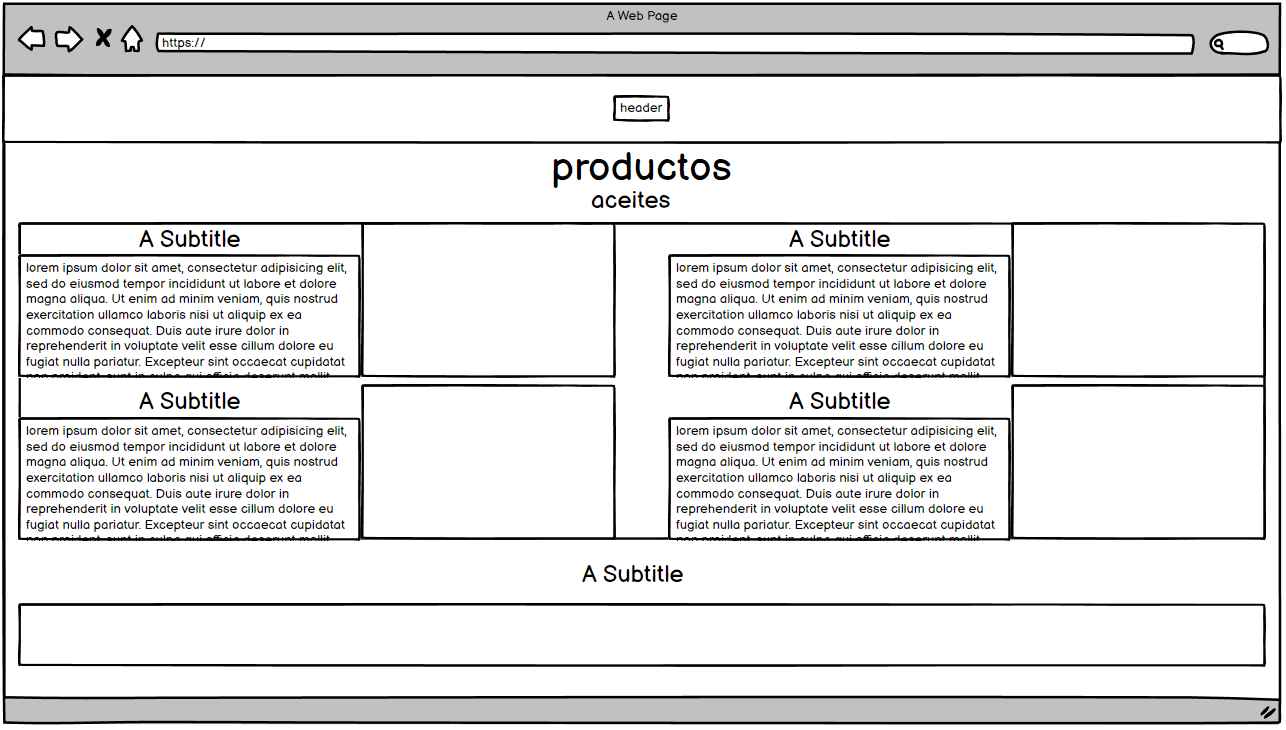 A Web Page
https://
header
productos
aceites
A Subtitle
lorem ipsum dolor sit amet, consectetur adipisicing elit,
sed do eiusmod tempor incididunt ut labore et dolore
magna aliqua. Ut enim ad minim veniam, quis nostrud
exercitation ullamco laboris nisi ut aliquip ex ea
commodo consequat. Duis aute irure dolor in
reprehenderit in voluptate velit esse cillum dolore eu
fugiat nulla pariatur. Excepteur sint occaecat cupidatat
A Subtitle
lorem ipsum dolor sit amet, consectetur adipisicing elit,
sed do eiusmod tempor incididunt ut labore et dolore
magna aliqua. Ut enim ad minim veniam, quis nostrud
exercitation ullamco laboris nisi ut aliquip ex ea
commodo consequat. Duis aute irure dolor in
reprehenderit in voluptate velit esse cillum dolore eu
fugiat nulla pariatur. Excepteur sint occaecat cupidatat
A Subtitle
lorem ipsum dolor sit amet, consectetur adipisicing elit,
sed do eiusmod tempor incididunt ut labore et dolore
magna aliqua. Ut enim ad minim veniam, quis nostrud
exercitation ullamco laboris nisi ut aliquip ex ea
commodo consequat. Duis aute irure dolor in
reprehenderit in voluptate velit esse cillum dolore eu
fugiat nulla pariatur. Excepteur sint occaecat cupidatat
A Subtitle
lorem ipsum dolor sit amet, consectetur adipisicing elit,
sed do eiusmod tempor incididunt ut labore et dolore
magna aliqua. Ut enim ad minim veniam, quis nostrud
exercitation ullamco laboris nisi ut aliquip ex ea
commodo consequat. Duis aute irure dolor in
reprehenderit in voluptate velit esse cillum dolore eu
fugiat nulla pariatur. Excepteur sint occaecat cupidatat
A Subtitle